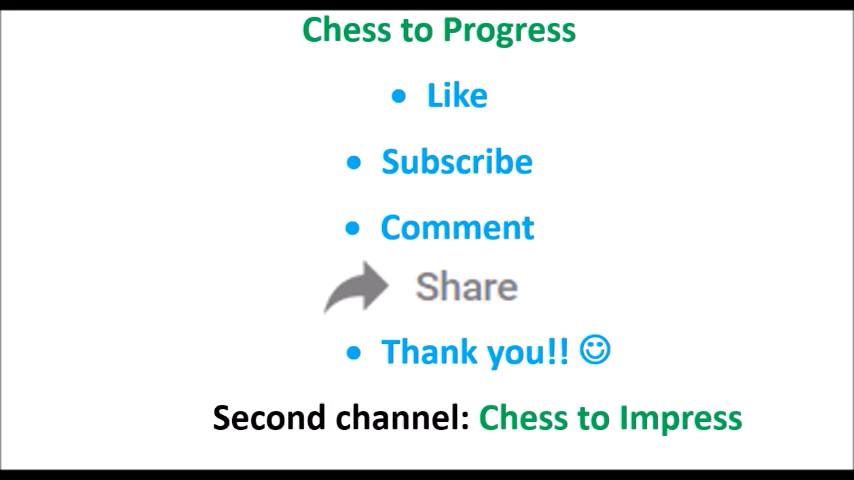 Chess to Progress
• Like
• Subscribe
• Comment
Share
• Thank you!! ☺
Second channel: Chess to Impress